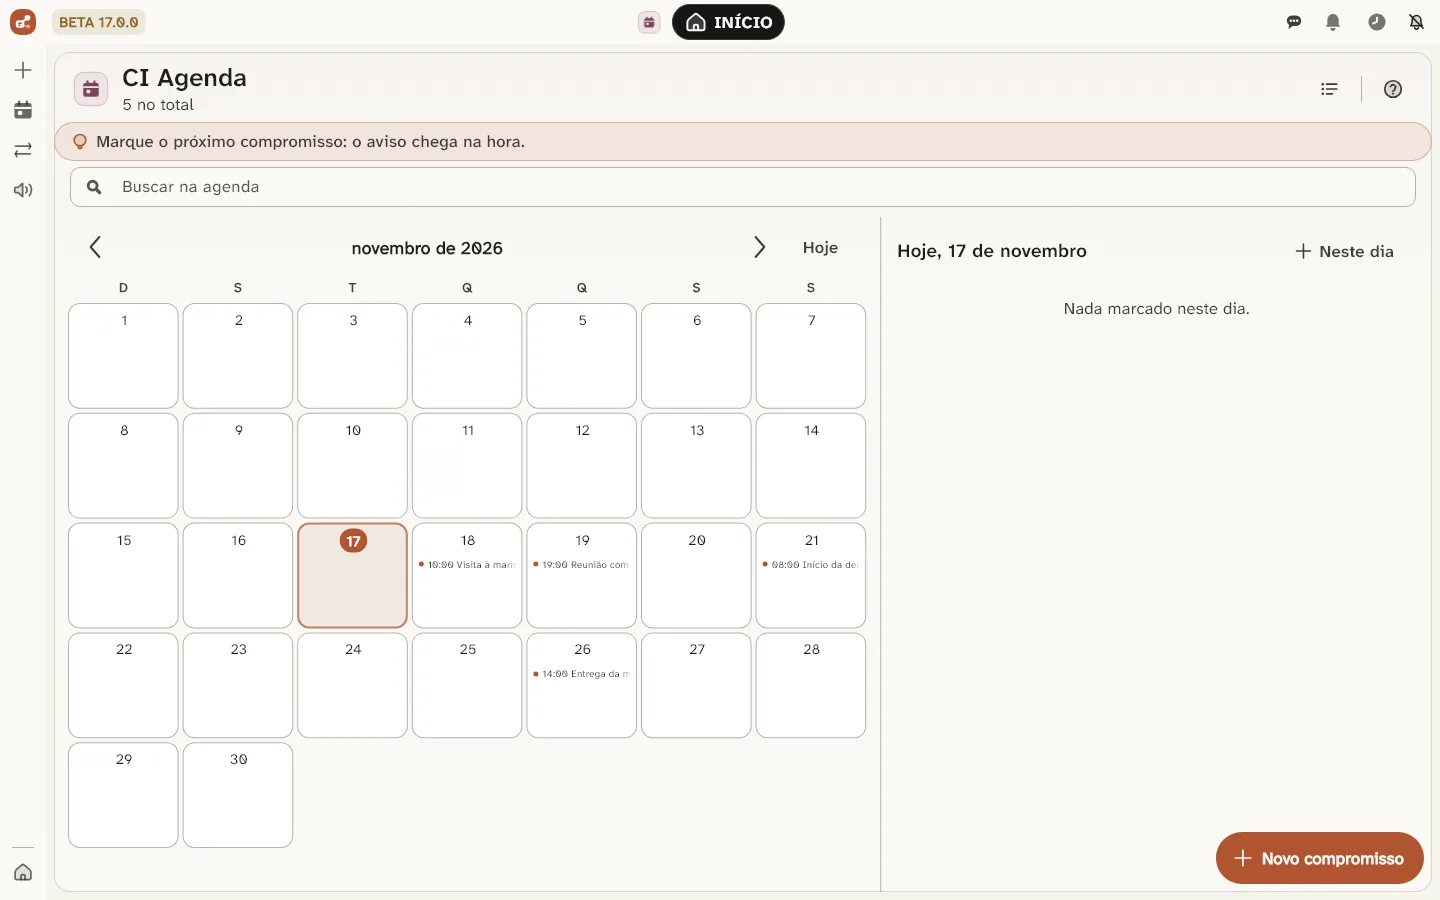 BETA 17.0.0
INÍCIO
CI Agenda
5 no total
Marque o próximo compromisso: o aviso chega na hora.
Buscar na agenda
novembro de 2026
Hoje
D S T Q Q S S
1 2 3 4 5 6 7
8 9 10 11 12 13 14
15 16 17 18 19 20 21
10:00 Visita à 19:00 Reunião com 08:00 Início da
22 23 24 25 26 27 28
14:00 Entrega da
29 30
Hoje, 17 de novembro
Neste dia
Nada marcado neste dia.
Novo compromisso